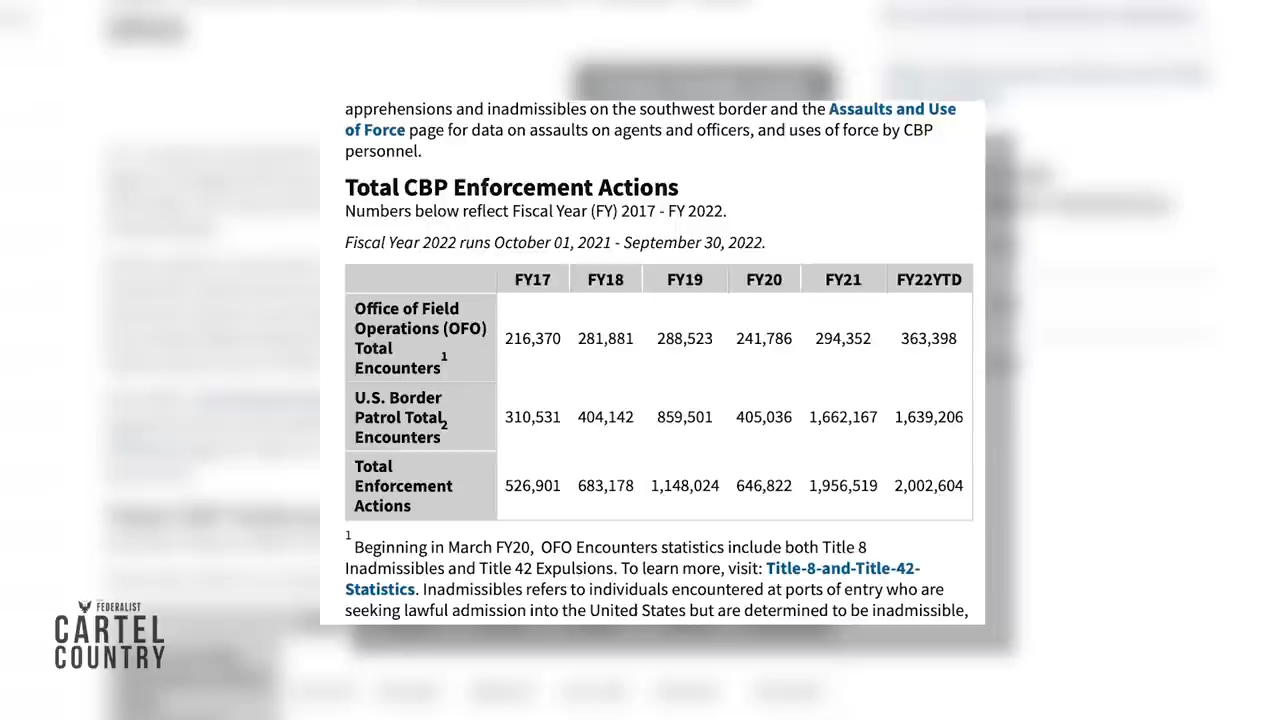 apprehensions and inadmissibles on the southwest border and the Assaults and Use
of Force page for data on assaults on agents and officers, and uses of force by CBP
personnel.
Total CBP Enforcement Actions
Numbers below reflect Fiscal Year (FY) 2017 - FY 2022.
Fiscal Year 2022 runs October 01, 2021 - September 30, 2022.
FY17 FY18 FY19 FY20 FY21 FY22YTD
Office of Field
Operations (OFO)
Total
Encounters 1
216,370 281,881 288,523 241,786 294,352 363,398
U.S. Border
Patrol Total
Encounters 2
310,531 404,142 859,501 405,036 1,662,167 1,639,206
Total
Enforcement
Actions
526,901 683,178 1,148,024 646,822 1,956,519 2,002,604
1 Beginning in March FY20, OFO Encounters statistics include both Title 8
Inadmissibles and Title 42 Expulsions. To learn more, visit: Title-8-and-Title-42-
Statistics. Inadmissibles refers to individuals encountered at ports of entry who are
seeking lawful admission into the United States but are determined to be inadmissible,
FEDERALIST
CARTEL
COUNTRY